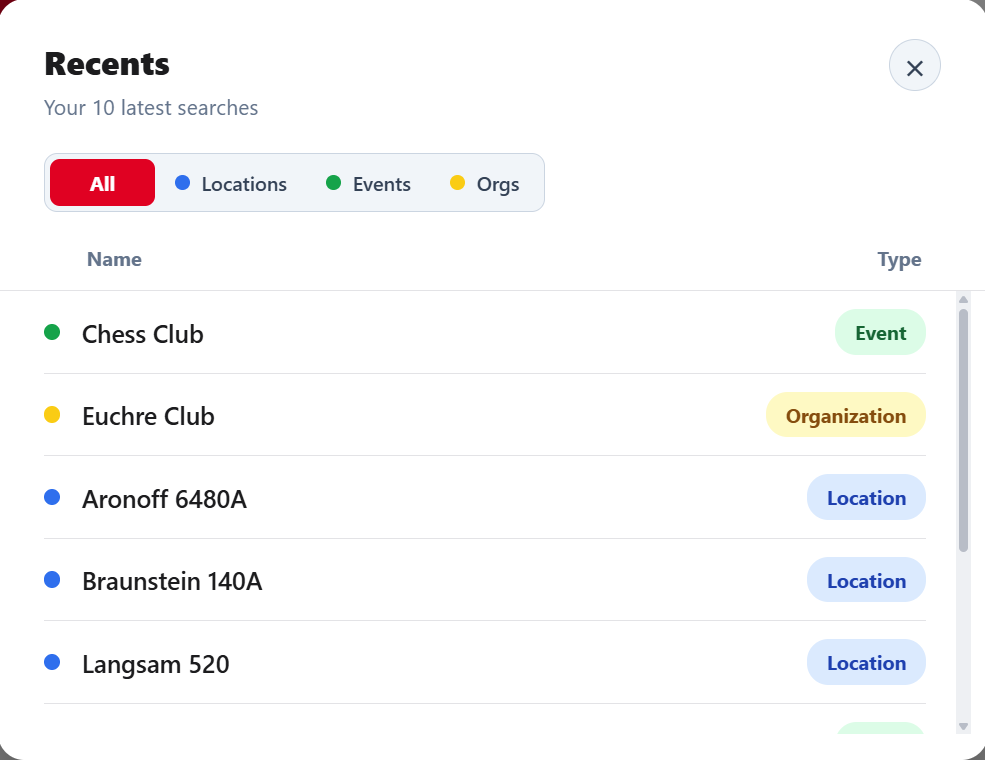 Recents
Your 10 latest searches
All Locations Events Orgs
Name Type
Chess Club Event
Euchre Club Organization
Aronoff 6480A Location
Braunstein 140A Location
Langsam 520 Location